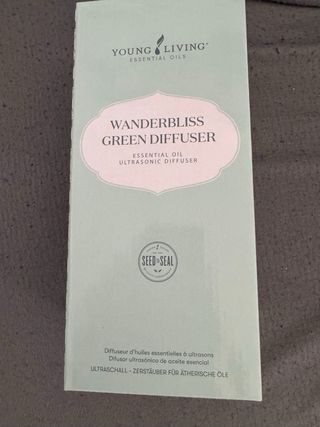 YOUNG LIVING®
ESSENTIAL OILS
WANDERBLISS
GREEN DIFFUSER
ESSENTIAL OIL
ULTRASONIC DIFFUSER
SEED to SEAL
Diffuseur d'huiles essentielles à ultrasons
Difusor ultrasónico de aceite esencial
ULTRASCHALL - ZERSTÄUBER FÜR ÄTHERISCHE ÖLE